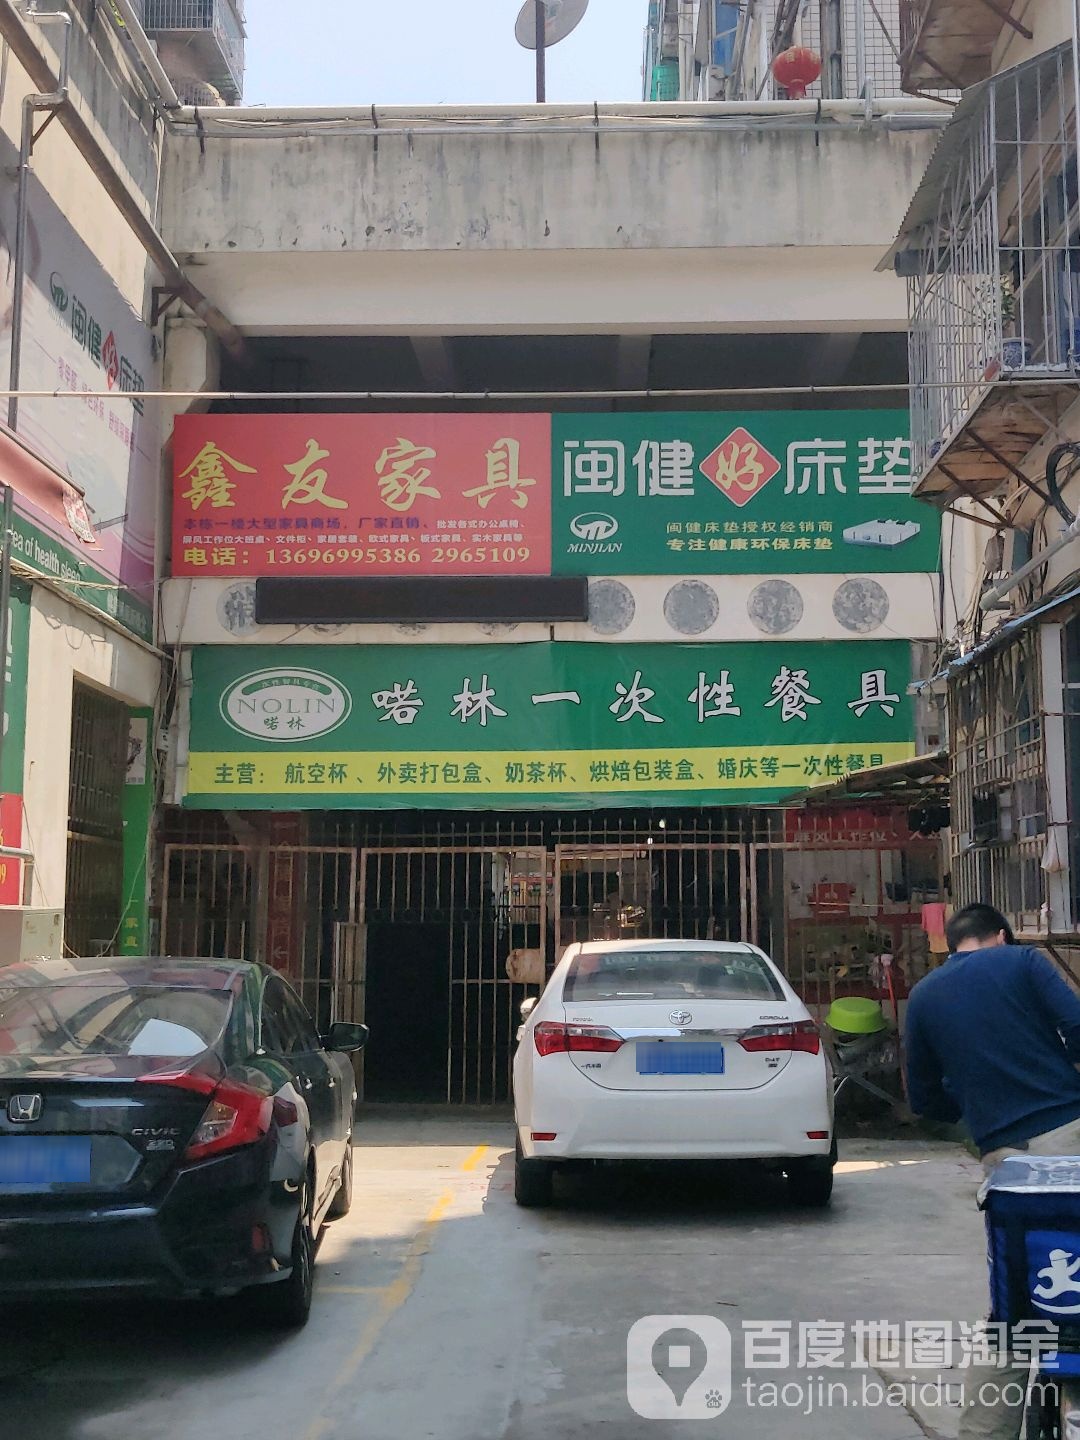 鑫友家具
本栋一楼大型家具商场，厂家直销、批发各式办公桌椅、
屏风工作位大班桌、文件柜、家居套装、欧式家具、板式家具、实木家具等
电话：13696995386 2965109
闽健好床垫
MINJIAN
闽健床垫授权经销商
专注健康环保床垫
闽健好床垫
area of health sleep
NOLIN
喏林
喏林一次性餐具
主营：航空杯、外卖打包盒、奶茶杯、烘焙包装盒、婚庆等一次性餐具
COROLLA
CIVIC
百度地图淘金
taojin.baidu.com